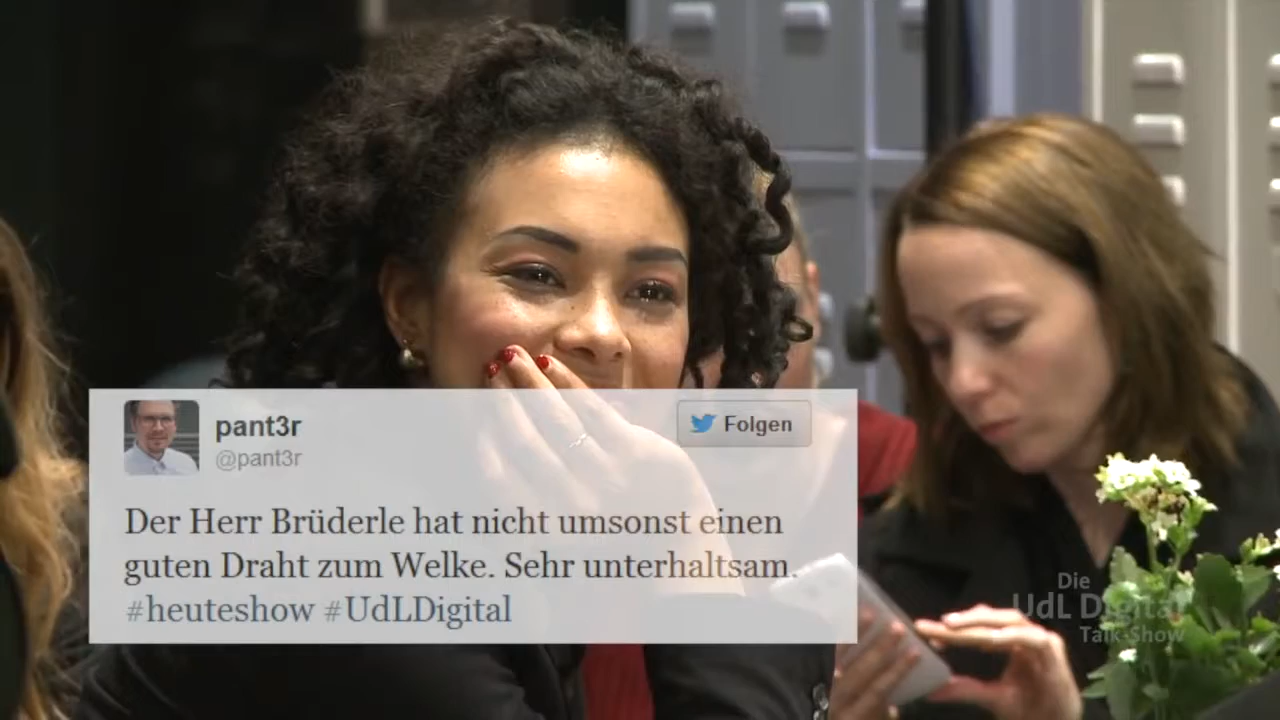 pant3r
@pant3r
Folgen
Der Herr Brüderle hat nicht umsonst einen
guten Draht zum Welke. Sehr unterhaltsam.
#heuteshow #UdLDigital
Die
UdL Digital
Talk-Show